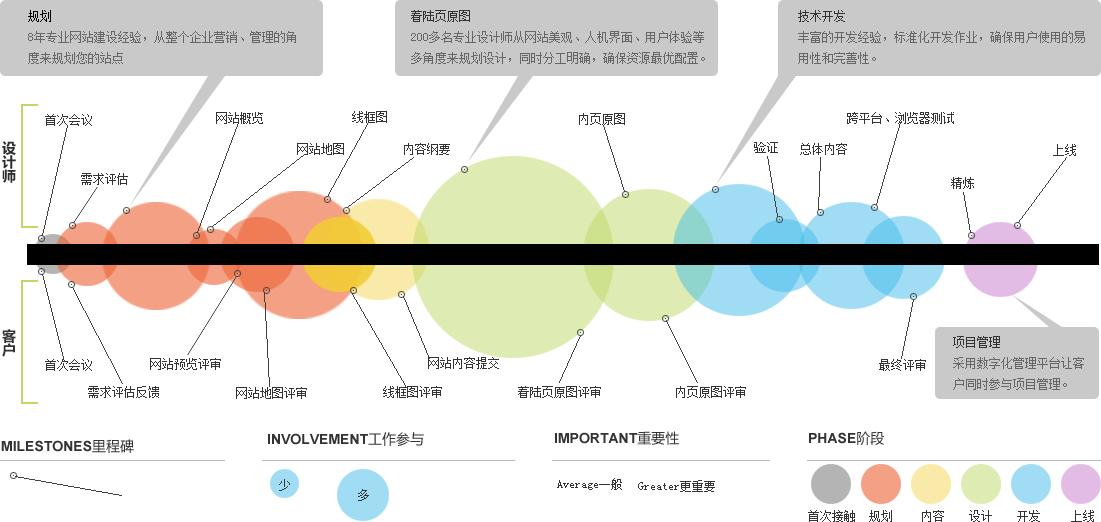 规划
8年专业网站建设经验，从整个企业营销、管理的角
度来规划您的站点
着陆页原图
200多名专业设计师从网站美观、人机界面、用户体验等
多角度来规划设计，同时分工明确，确保资源最优配置。
技术开发
丰富的开发经验，标准化开发作业，确保用户使用的易
用性和完善性。
设计师
首次会议
需求评估
网站概览
网站地图
线框图
内容纲要
内页原图
验证
总体内容
跨平台、浏览器测试
精炼
上线
客户
首次会议
需求评估反馈
网站预览评审
网站地图评审
线框图评审
网站内容提交
着陆页原图评审
内页原图评审
最终评审
项目管理
采用数字化管理平台让客
户同时参与项目管理。
MILESTONES里程碑
INVOLVEMENT工作参与
少
多
IMPORTANT重要性
Average一般
Greater更重要
PHASE阶段
首次接触
规划
内容
设计
开发
上线